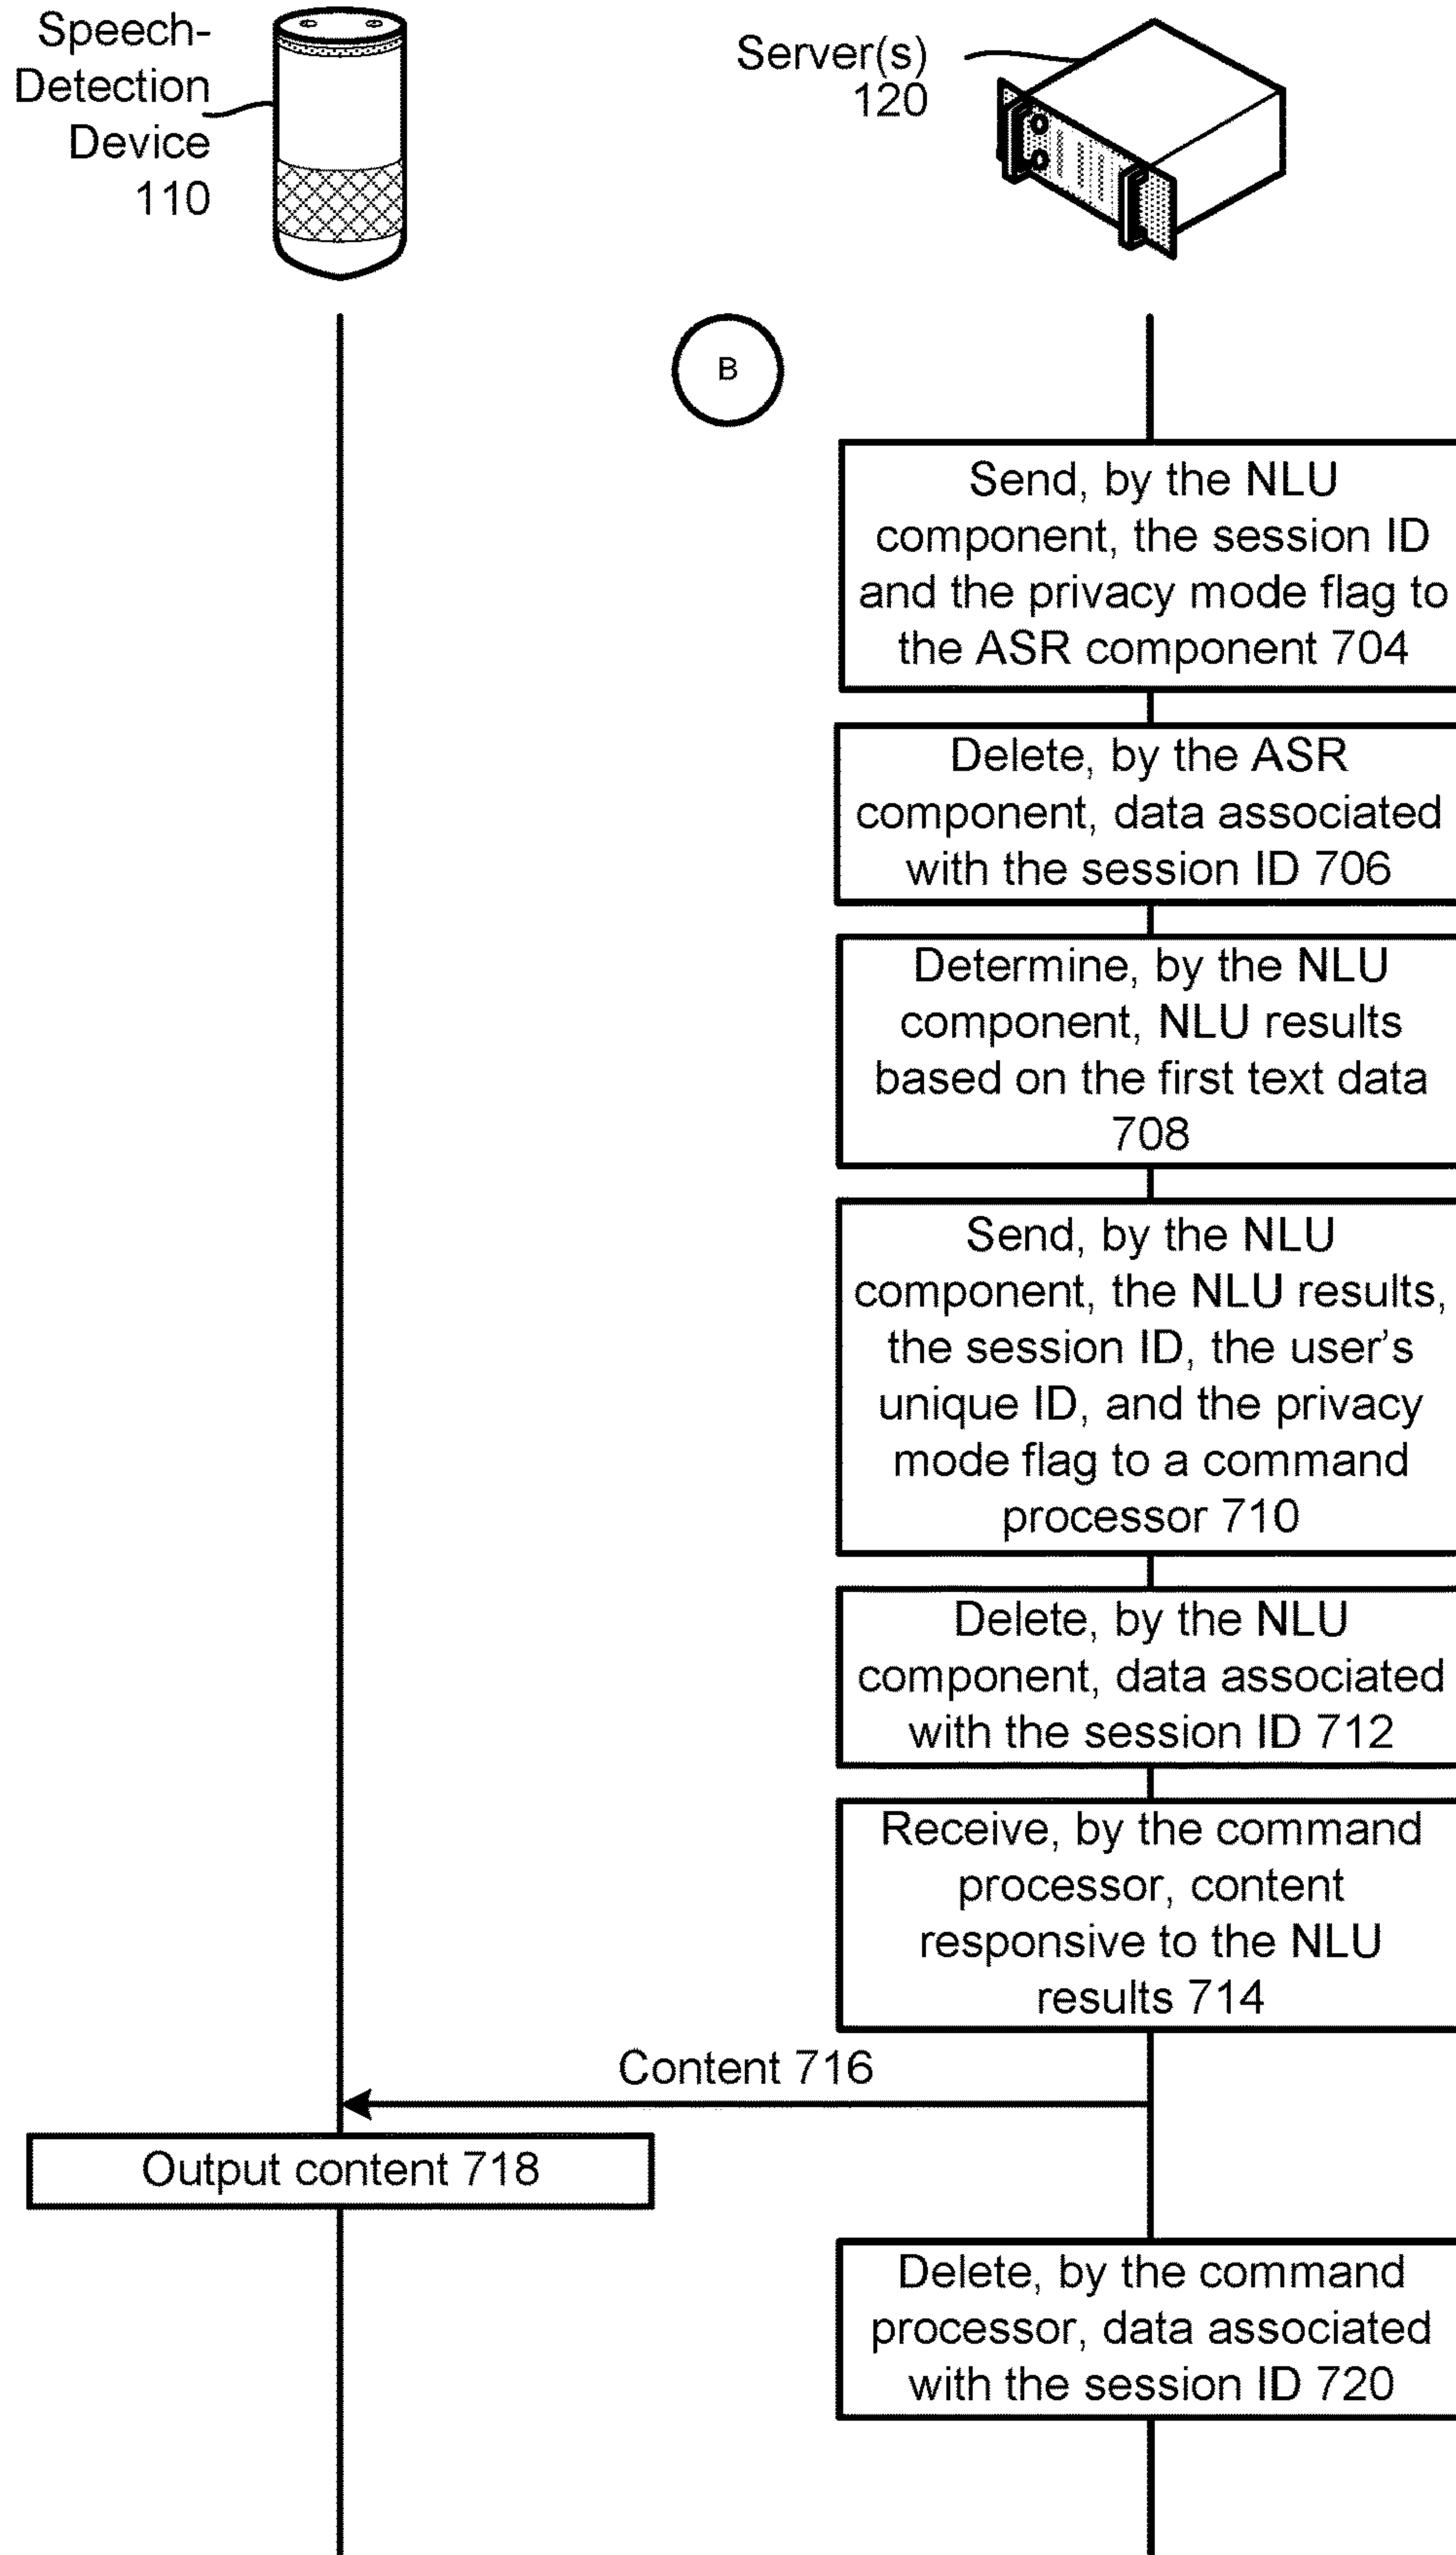 Speech-
Detection
Device
110
Server(s)
120
B
Send, by the NLU
component, the session ID
and the privacy mode flag to
the ASR component 704
Delete, by the ASR
component, data associated
with the session ID 706
Determine, by the NLU
component, NLU results
based on the first text data
708
Send, by the NLU
component, the NLU results,
the session ID, the user’s
unique ID, and the privacy
mode flag to a command
processor 710
Delete, by the NLU
component, data associated
with the session ID 712
Receive, by the command
processor, content
responsive to the NLU
results 714
Content 716
Output content 718
Delete, by the command
processor, data associated
with the session ID 720